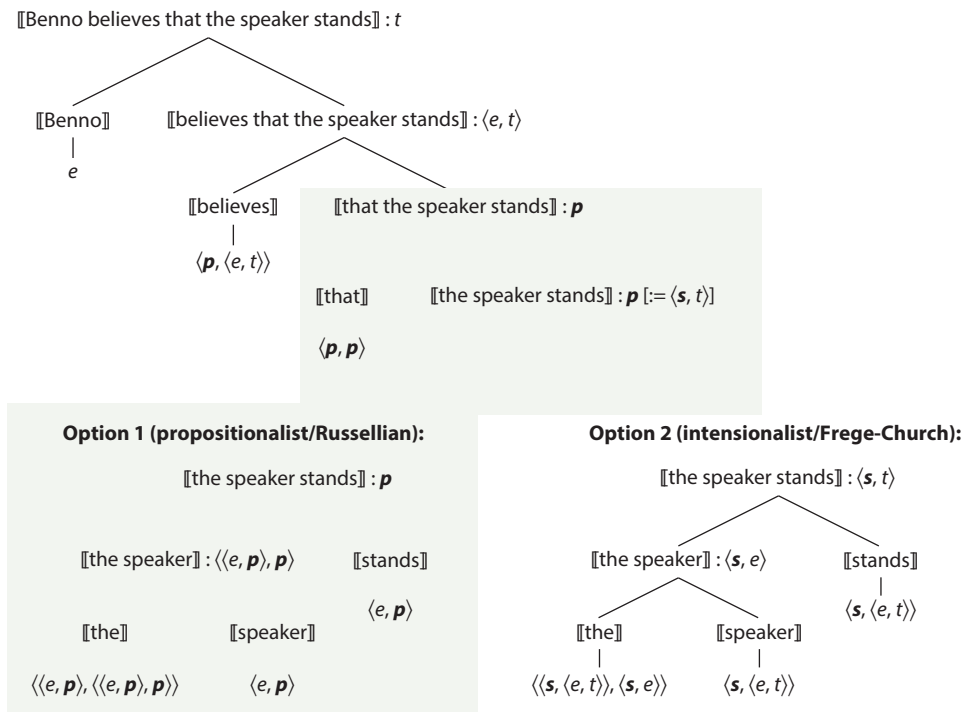 ⟦Benno believes that the speaker stands⟧ : t
⟦Benno⟧ ⟦believes that the speaker stands⟧ : ⟨e, t⟩
e
⟦believes⟧ ⟦that the speaker stands⟧ : p
⟨p, ⟨e, t⟩⟩
⟦that⟧ ⟦the speaker stands⟧ : p [:= ⟨s, t⟩]
⟨p, p⟩
Option 1 (propositionalist/Russellian):
⟦the speaker stands⟧ : p
⟦the speaker⟧ : ⟨⟨e, p⟩, p⟩ ⟦stands⟧
⟨e, p⟩
⟦the⟧ ⟦speaker⟧
⟨⟨e, p⟩, ⟨⟨e, p⟩, p⟩⟩ ⟨e, p⟩
Option 2 (intensionalist/Frege-Church):
⟦the speaker stands⟧ : ⟨s, t⟩
⟦the speaker⟧ : ⟨s, e⟩ ⟦stands⟧
⟨s, ⟨e, t⟩⟩
⟦the⟧ ⟦speaker⟧
⟨⟨s, ⟨e, t⟩⟩, ⟨s, e⟩⟩ ⟨s, ⟨e, t⟩⟩